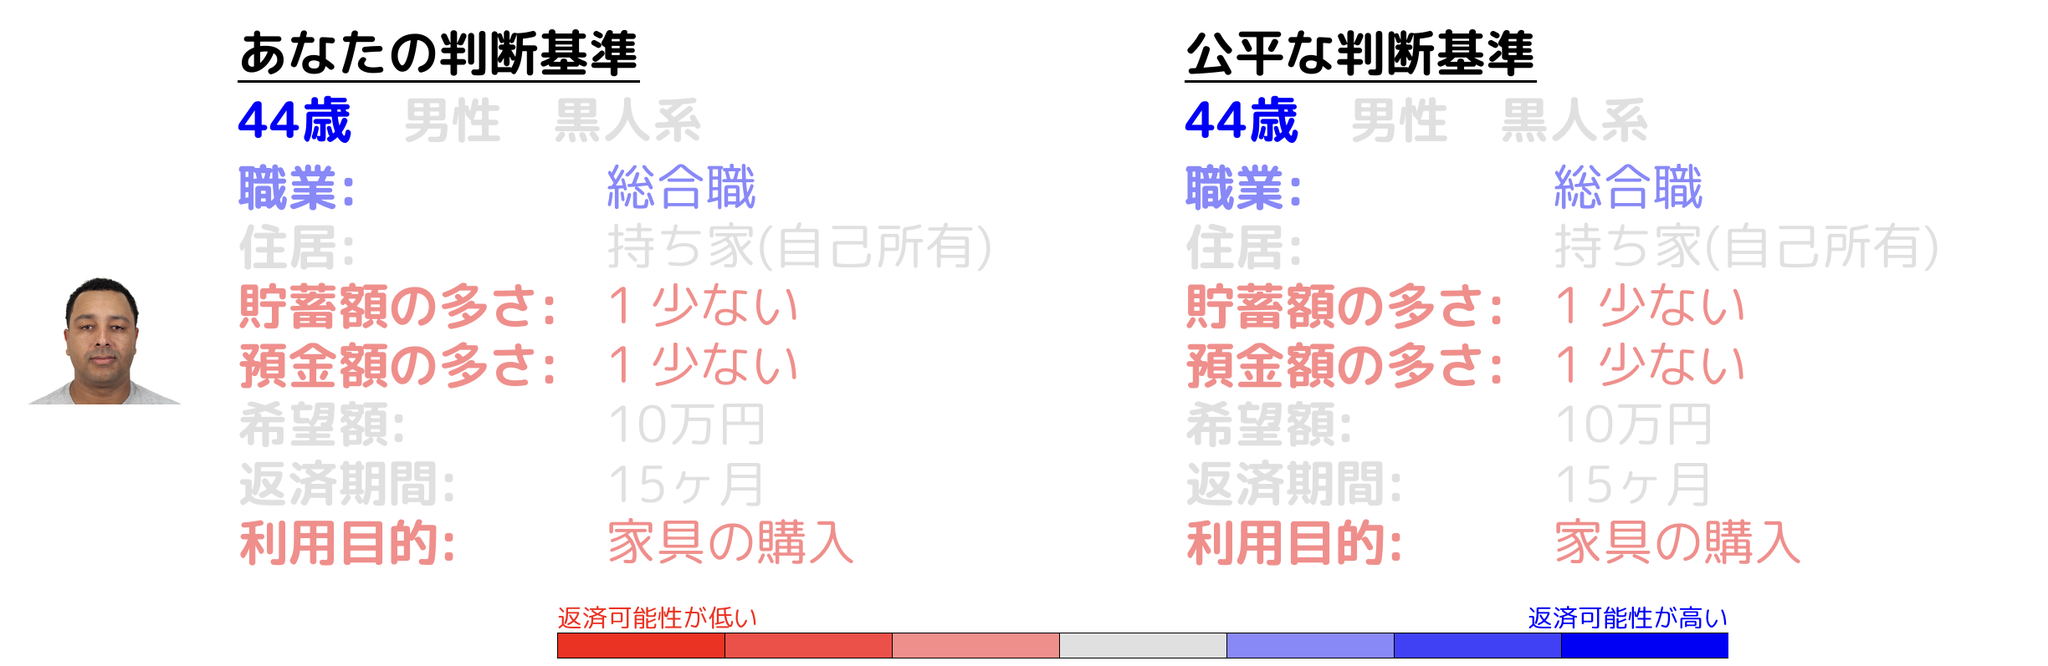 あなたの判断基準
44歳 男性 黒人系
職業: 総合職
住居: 持ち家(自己所有)
貯蓄額の多さ: 1 少ない
預金額の多さ: 1 少ない
希望額: 10万円
返済期間: 15ヶ月
利用目的: 家具の購入
公平な判断基準
44歳 男性 黒人系
職業: 総合職
住居: 持ち家(自己所有)
貯蓄額の多さ: 1 少ない
預金額の多さ: 1 少ない
希望額: 10万円
返済期間: 15ヶ月
利用目的: 家具の購入
返済可能性が低い
返済可能性が高い